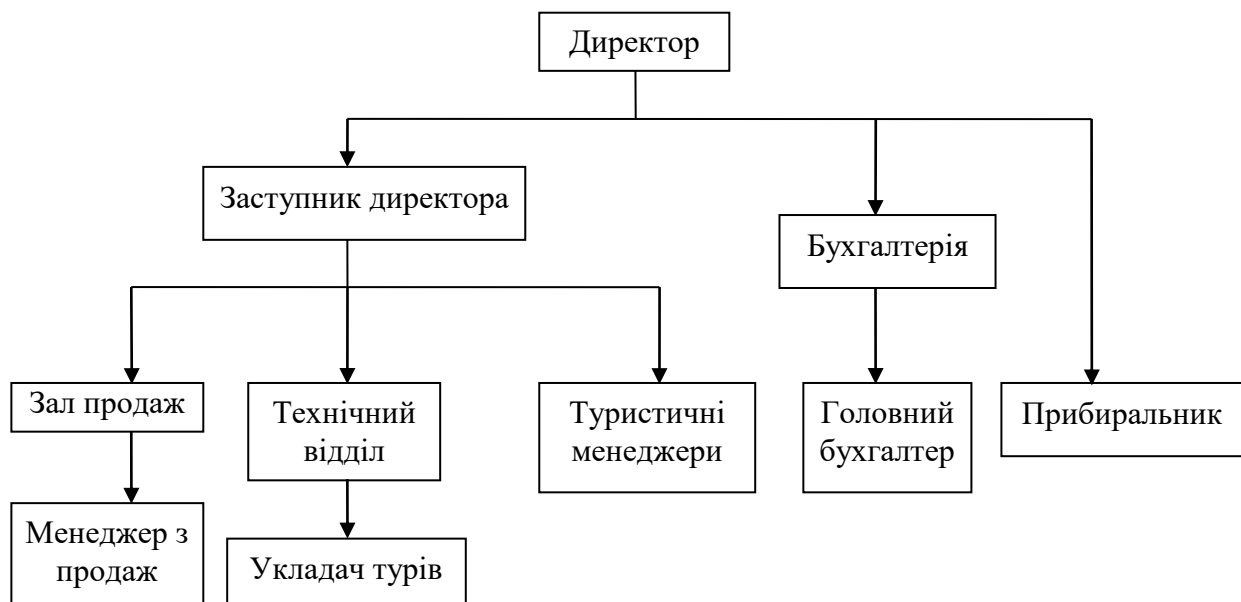 Директор
Заступник директора
Бухгалтерія
Зал продаж
Технічний
відділ
Туристичні
менеджери
Головний
бухгалтер
Прибиральник
Менеджер з
продаж
Укладач турів